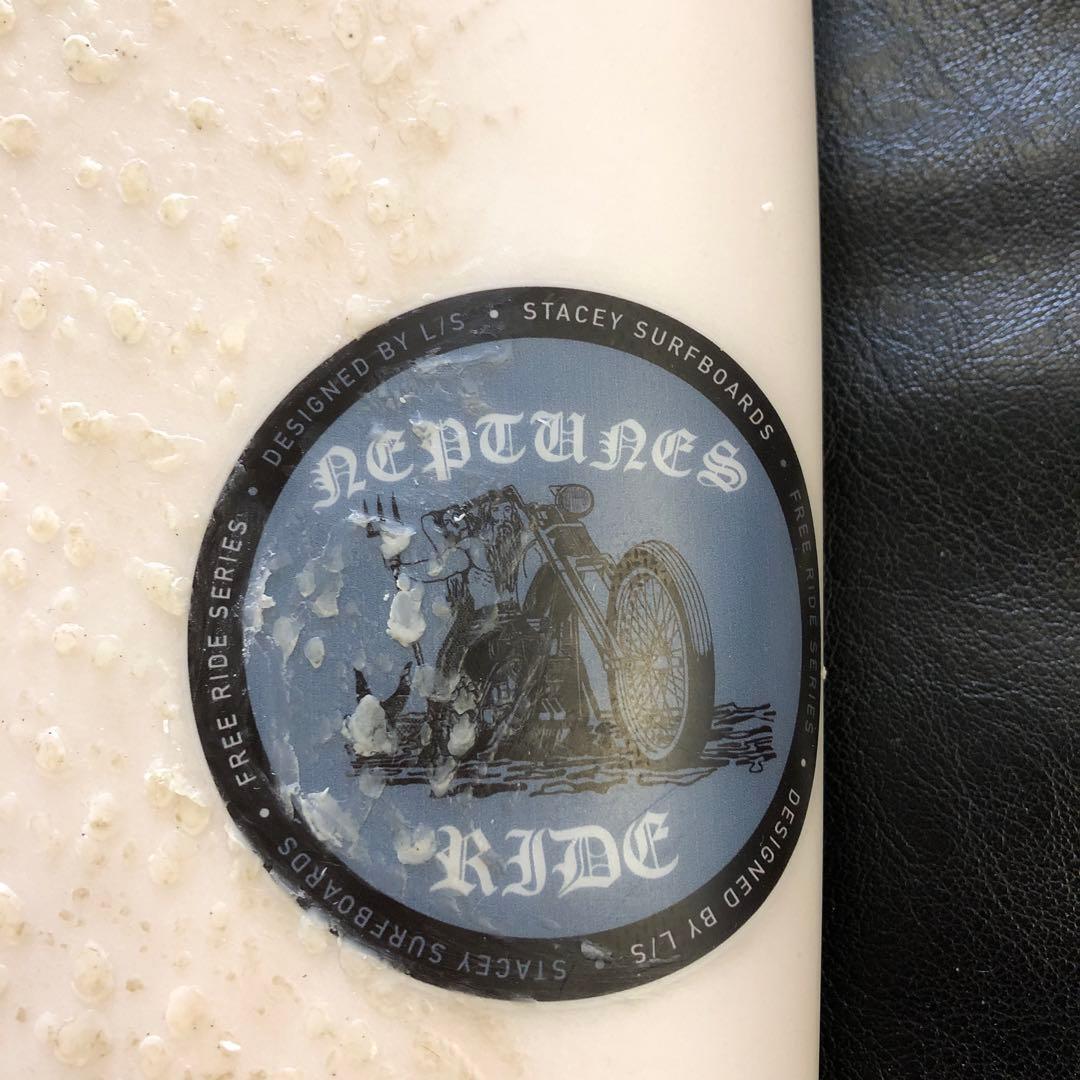 DESIGNED BY L/S • STACEY SURFBOARDS • FREE RIDE SERIES • DESIGNED BY L/S • STACEY SURFBOARDS • FREE RIDE SERIES •
NEPTUNES
RIDE